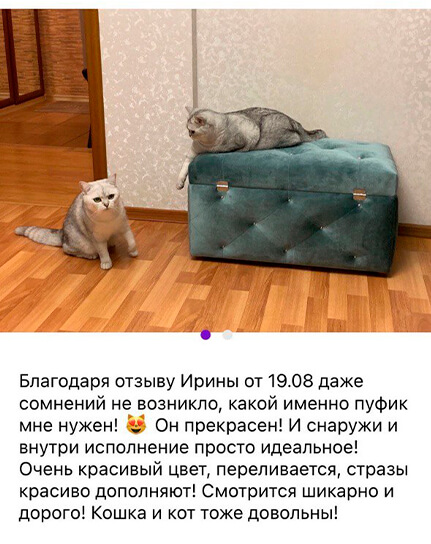 Благодаря отзыву Ирины от 19.08 даже
сомнений не возникло, какой именно пуфик
мне нужен! 😻 Он прекрасен! И снаружи и
внутри исполнение просто идеальное!
Очень красивый цвет, переливается, стразы
красиво дополняют! Смотрится шикарно и
дорого! Кошка и кот тоже довольны!